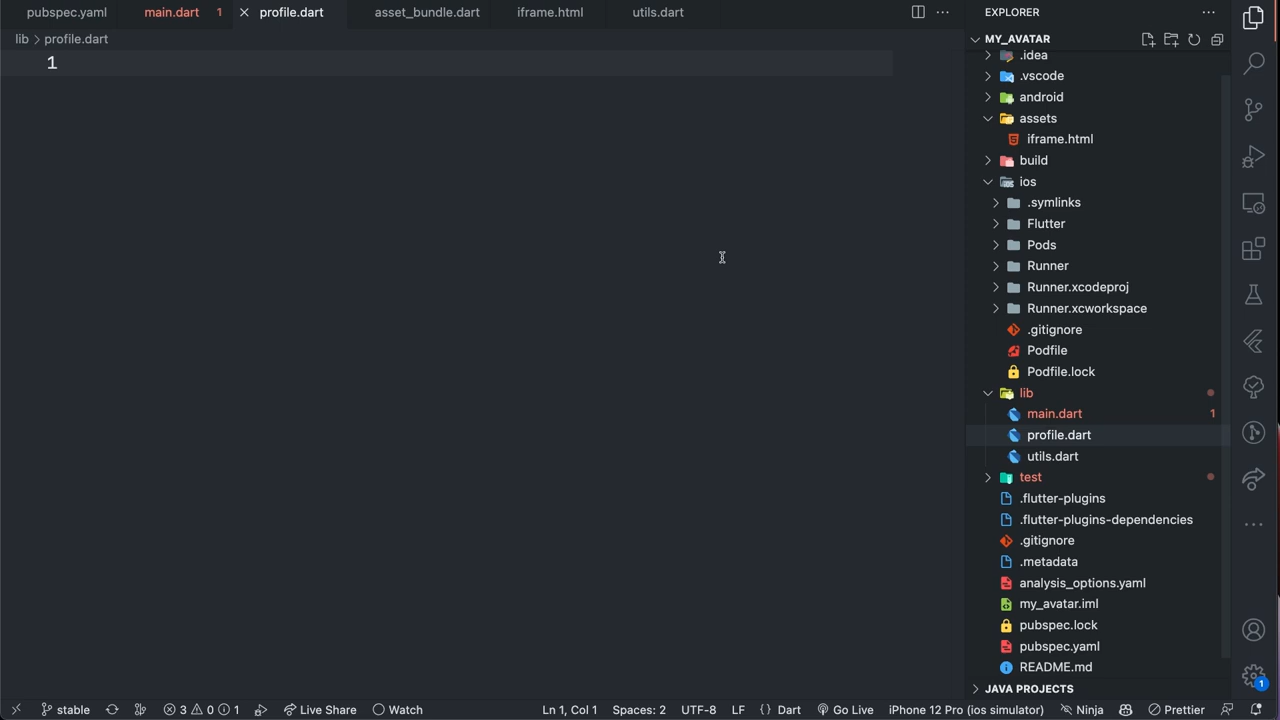 pubspec.yaml
main.dart 1
profile.dart
asset_bundle.dart
iframe.html
utils.dart
lib > profile.dart
1
EXPLORER
MY_AVATAR
.idea
.vscode
android
assets
iframe.html
build
ios
.symlinks
Flutter
Pods
Runner
Runner.xcodeproj
Runner.xcworkspace
.gitignore
Podfile
Podfile.lock
lib
main.dart 1
profile.dart
utils.dart
test
.flutter-plugins
.flutter-plugins-dependencies
.gitignore
.metadata
analysis_options.yaml
my_avatar.iml
pubspec.lock
pubspec.yaml
README.md
JAVA PROJECTS
1
stable 3 0 1 Live Share Watch Ln 1, Col 1 Spaces: 2 UTF-8 LF {} Dart Go Live iPhone 12 Pro (ios simulator) Ninja Prettier